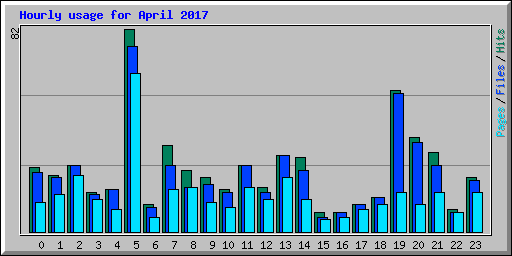 Hourly usage for April 2017
82
Pages/Files/Hits
0 1 2 3 4 5 6 7 8 9 10 11 12 13 14 15 16 17 18 19 20 21 22 23